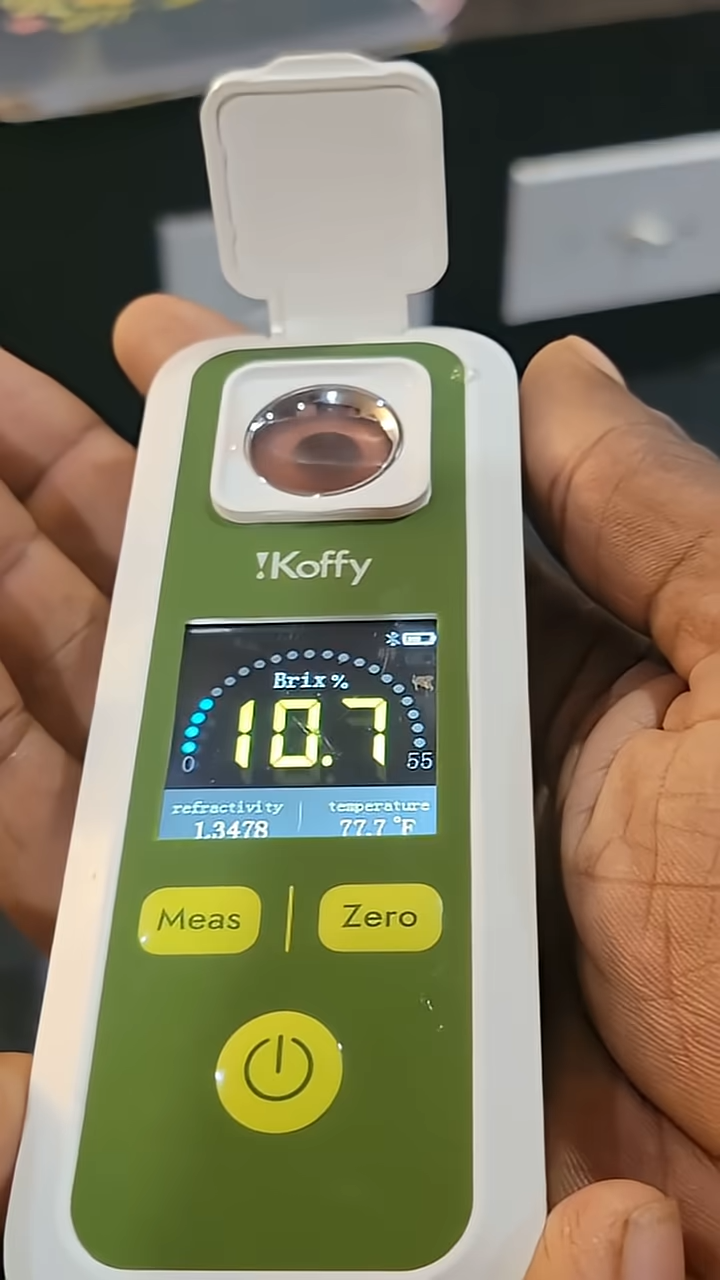 !Koffy
Brix%
10.7
0 55
refractivity temperature
1.3478 77.7 °F
Meas Zero